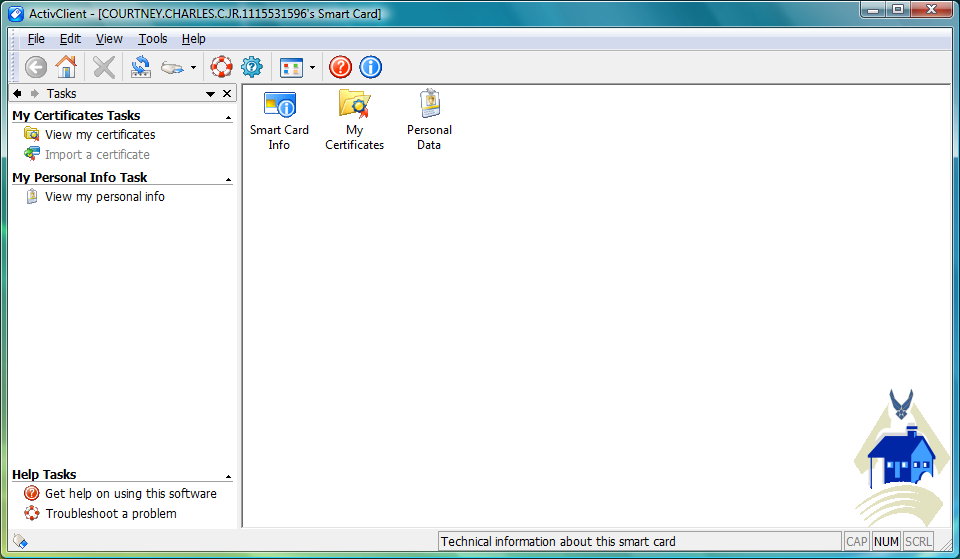 ActivClient - [COURTNEY.CHARLES.CJR.1115531596's Smart Card]
File Edit View Tools Help
Tasks
My Certificates Tasks
View my certificates
Import a certificate
My Personal Info Task
View my personal info
Smart Card
Info
My
Certificates
Personal
Data
Help Tasks
Get help on using this software
Troubleshoot a problem
Technical information about this smart card
CAP NUM SCRL